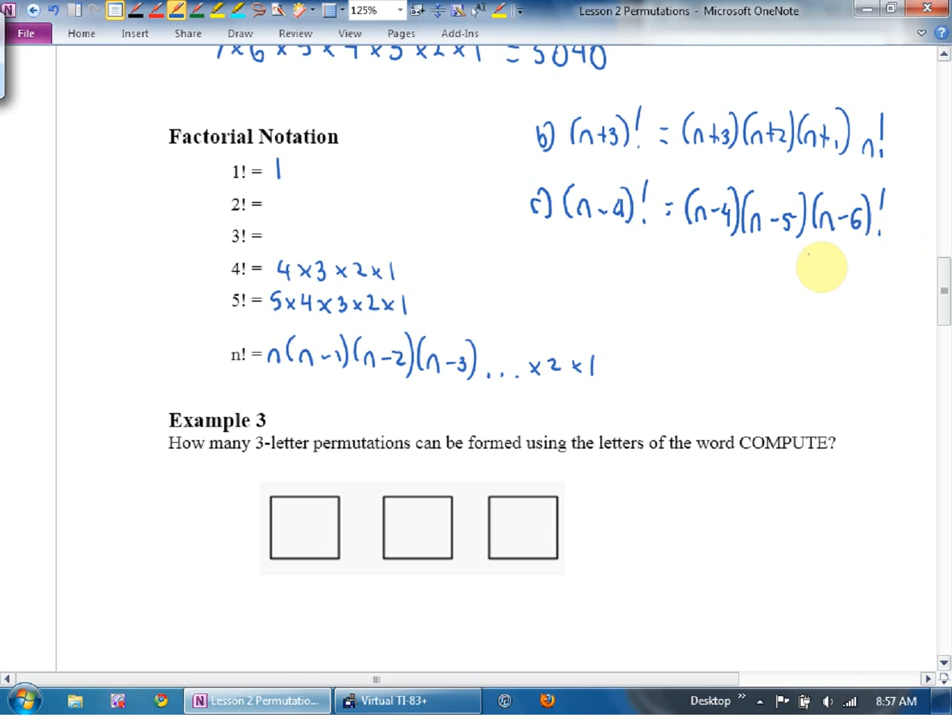 Lesson 2 Permutations - Microsoft OneNote
125%
File Home Insert Share Draw Review View Pages Add-Ins
7 × 6 × 5 × 4 × 3 × 2 × 1 = 5040
Factorial Notation
1! = 1
2! =
3! =
4! = 4 × 3 × 2 × 1
5! = 5 × 4 × 3 × 2 × 1
n! = n(n-1)(n-2)(n-3) ... × 2 × 1
b) (n+3)! = (n+3)(n+2)(n+1) n!
c) (n-4)! = (n-4)(n-5)(n-6)!
Example 3
How many 3-letter permutations can be formed using the letters of the word COMPUTE?
Lesson 2 Permutatio... Virtual TI-83+ Desktop 8:57 AM